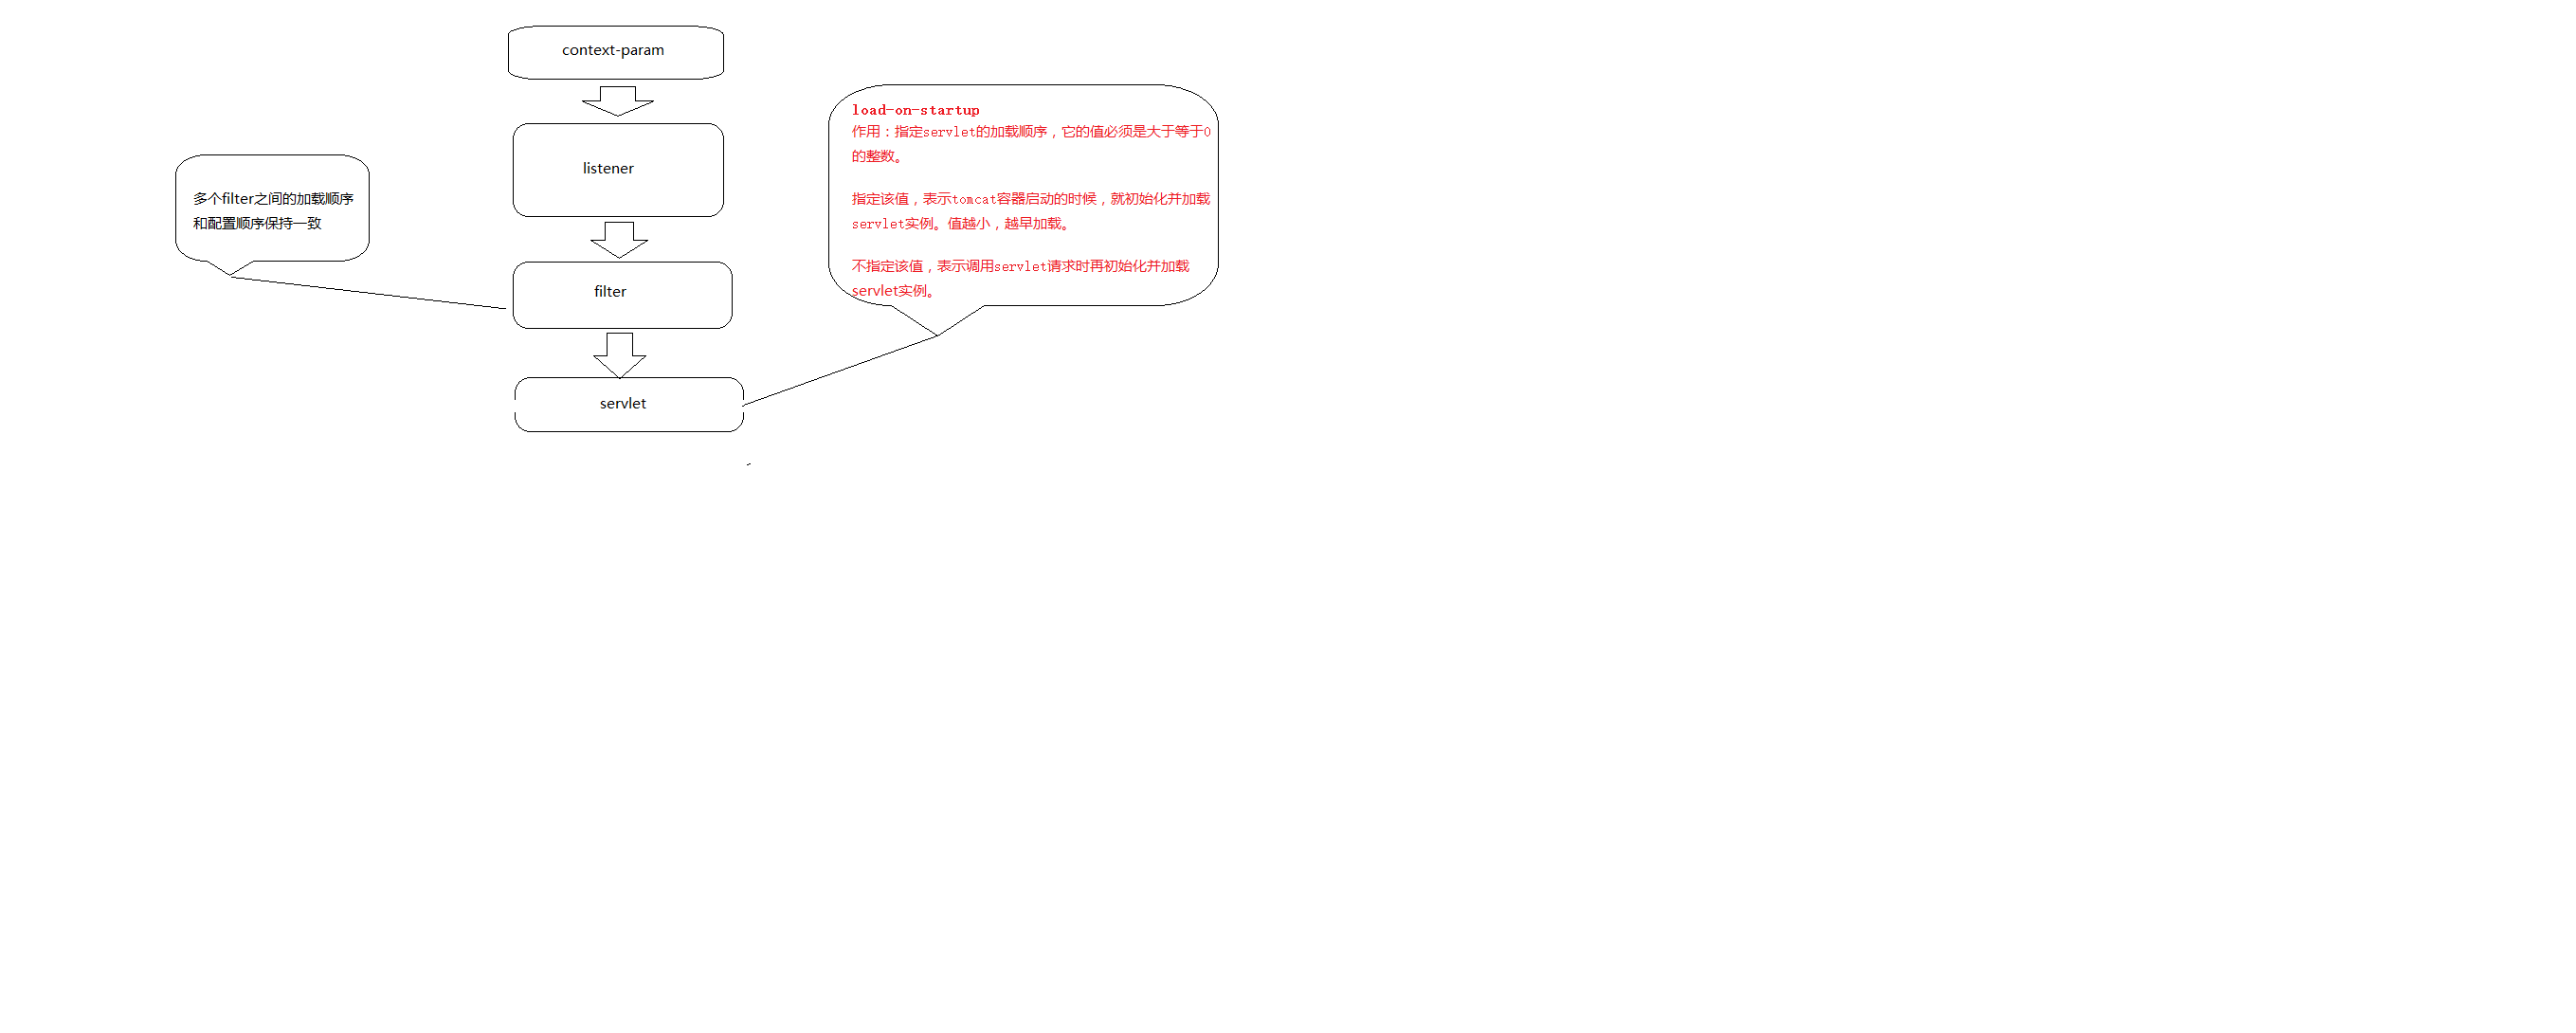 context-param
listener
多个filter之间的加载顺序
和配置顺序保持一致
filter
servlet
load-on-startup
作用：指定servlet的加载顺序，它的值必须是大于等于0
的整数。
指定该值，表示tomcat容器启动的时候，就初始化并加载
servlet实例。值越小，越早加载。
不指定该值，表示调用servlet请求时再初始化并加载
servlet实例。